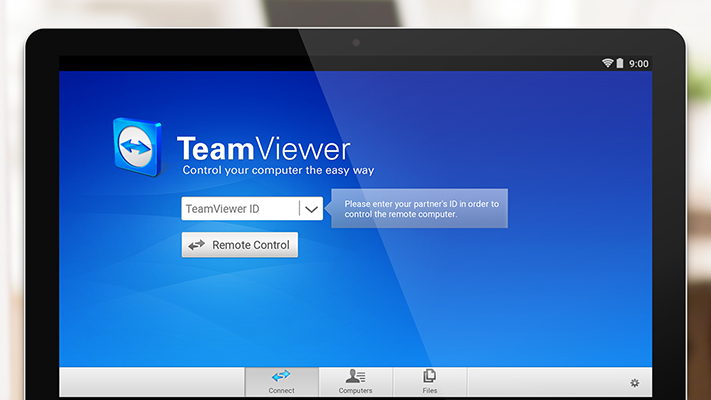 9:00
TeamViewer
Control your computer the easy way
TeamViewer ID
Please enter your partner's ID in order to
control the remote computer.
Remote Control
Connect
Computers
Files